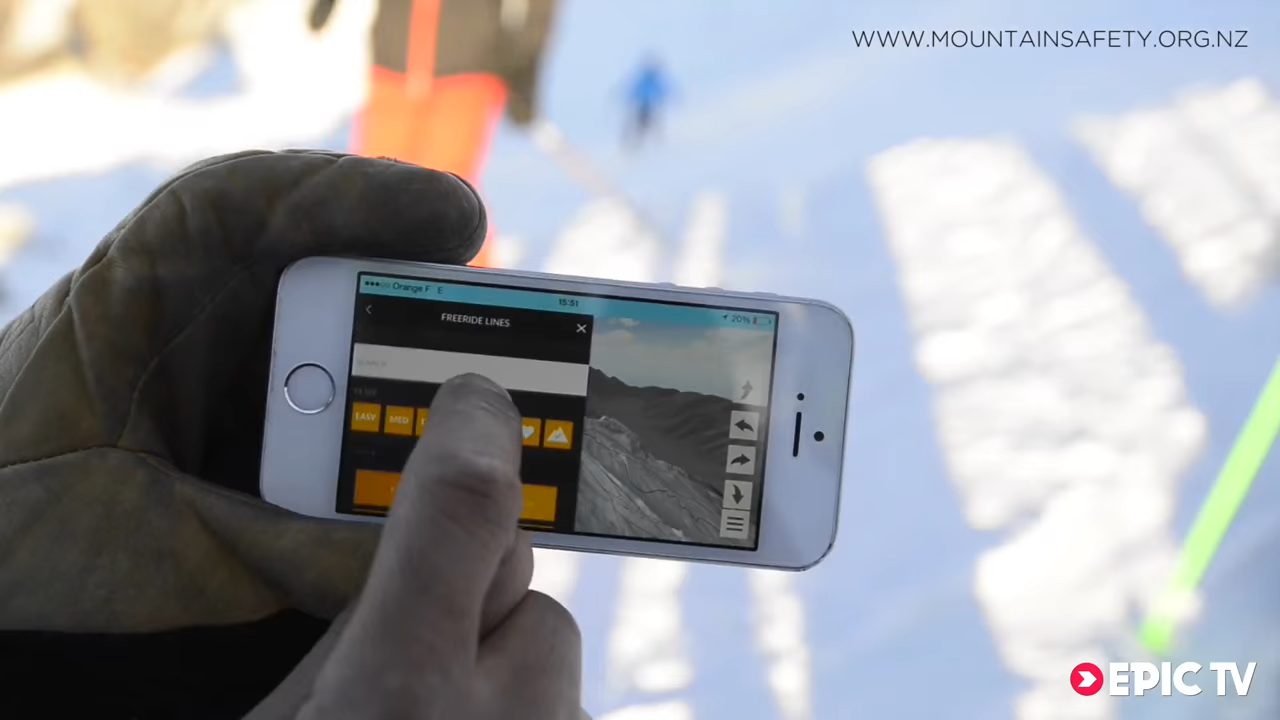 WWW.MOUNTAINSAFETY.ORG.NZ
Orange F E
15:51
20%
FREERIDE LINES
EASY
MED
EPIC TV